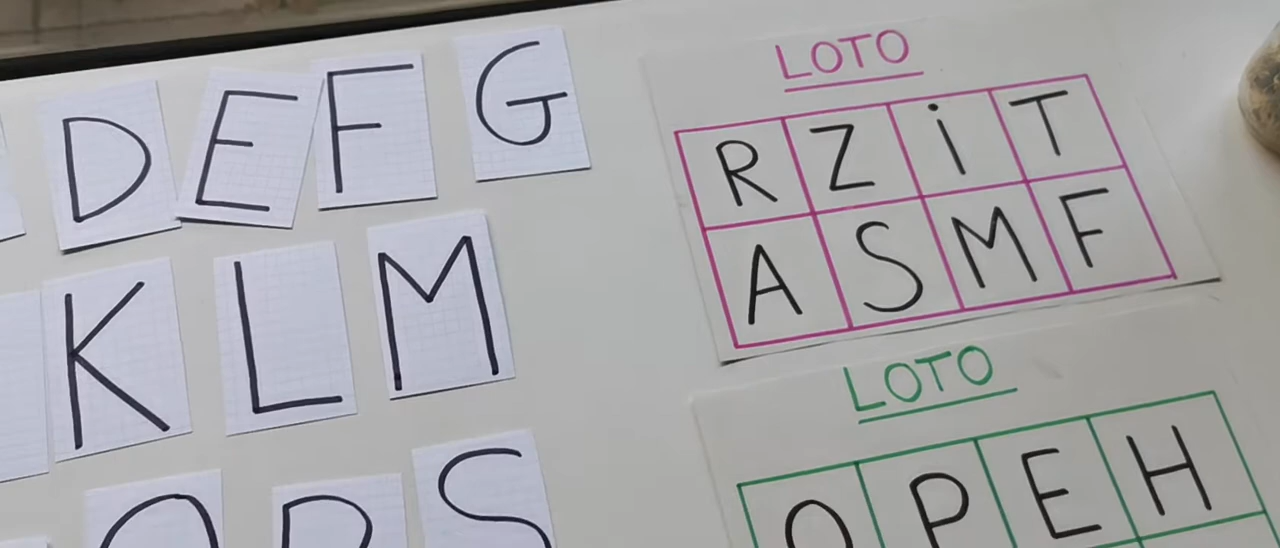 D E F G
K L M
S
LOTO
R Z i T
A S M F
LOTO
P E H